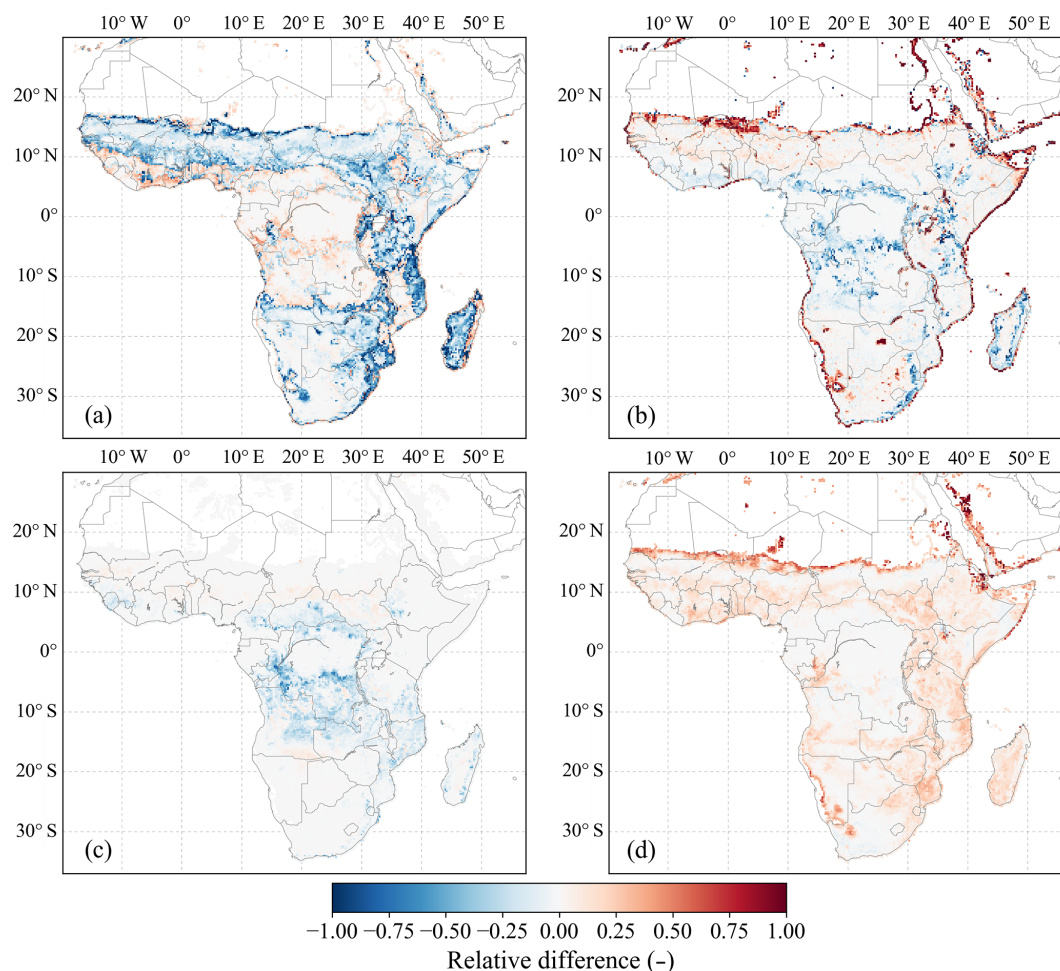 10° W 0° 10° E 20° E 30° E 40° E 50° E 10° W 0° 10° E 20° E 30° E 40° E 50° E
20° N 20° N
10° N 10° N
0° 0°
10° S 10° S
20° S 20° S
30° S 30° S
(a) (b)
10° W 0° 10° E 20° E 30° E 40° E 50° E 10° W 0° 10° E 20° E 30° E 40° E 50° E
20° N 20° N
10° N 10° N
0° 0°
10° S 10° S
20° S 20° S
30° S 30° S
(c) (d)
−1.00 −0.75 −0.50 −0.25 0.00 0.25 0.50 0.75 1.00
Relative difference (–)